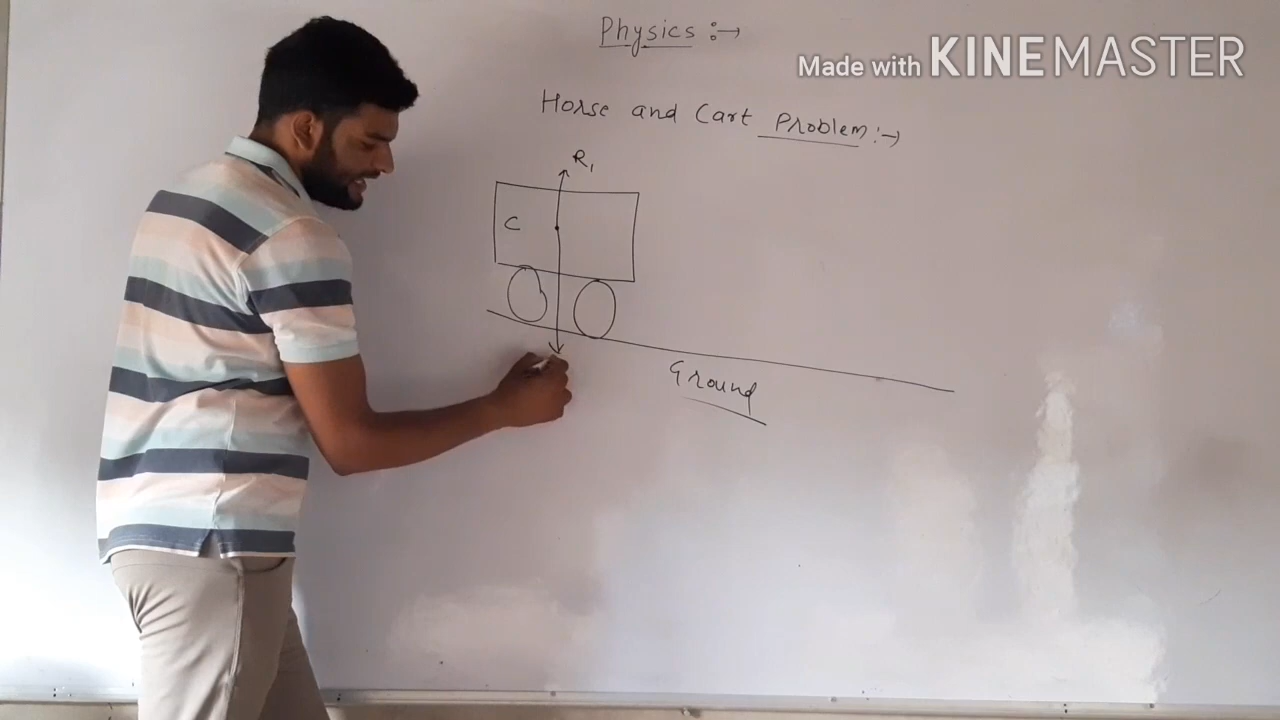 Physics :→
Made with KINEMASTER
Horse and Cart Problem :→
R1
C
Ground